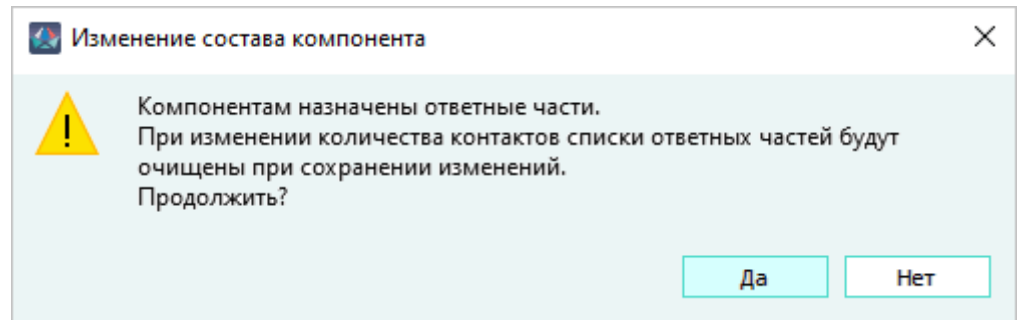 Изменение состава компонента
Компонентам назначены ответные части.
При изменении количества контактов списки ответных частей будут
очищены при сохранении изменений.
Продолжить?
Да Нет